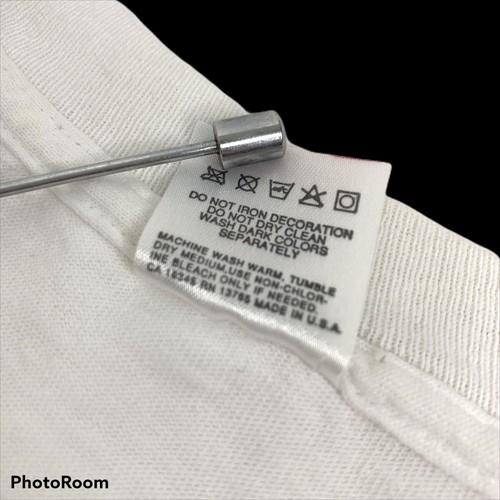 DO NOT IRON DECORATION
DO NOT DRY CLEAN
WASH DARK COLORS
SEPARATELY
MACHINE WASH WARM, TUMBLE
DRY MEDIUM, USE NON-CHLOR-
INE BLEACH ONLY IF NEEDED.
CA 16346 RN 13765 MADE IN U.S.A.
PhotoRoom